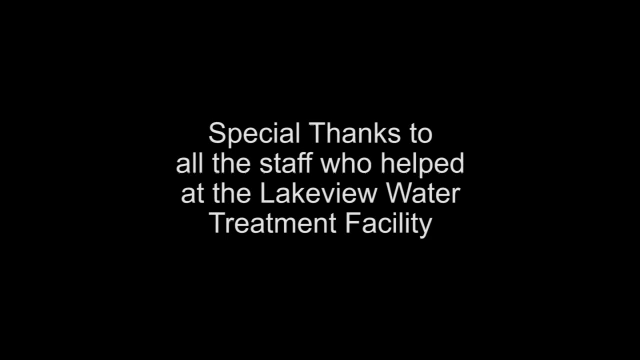 Special Thanks to
all the staff who helped
at the Lakeview Water
Treatment Facility